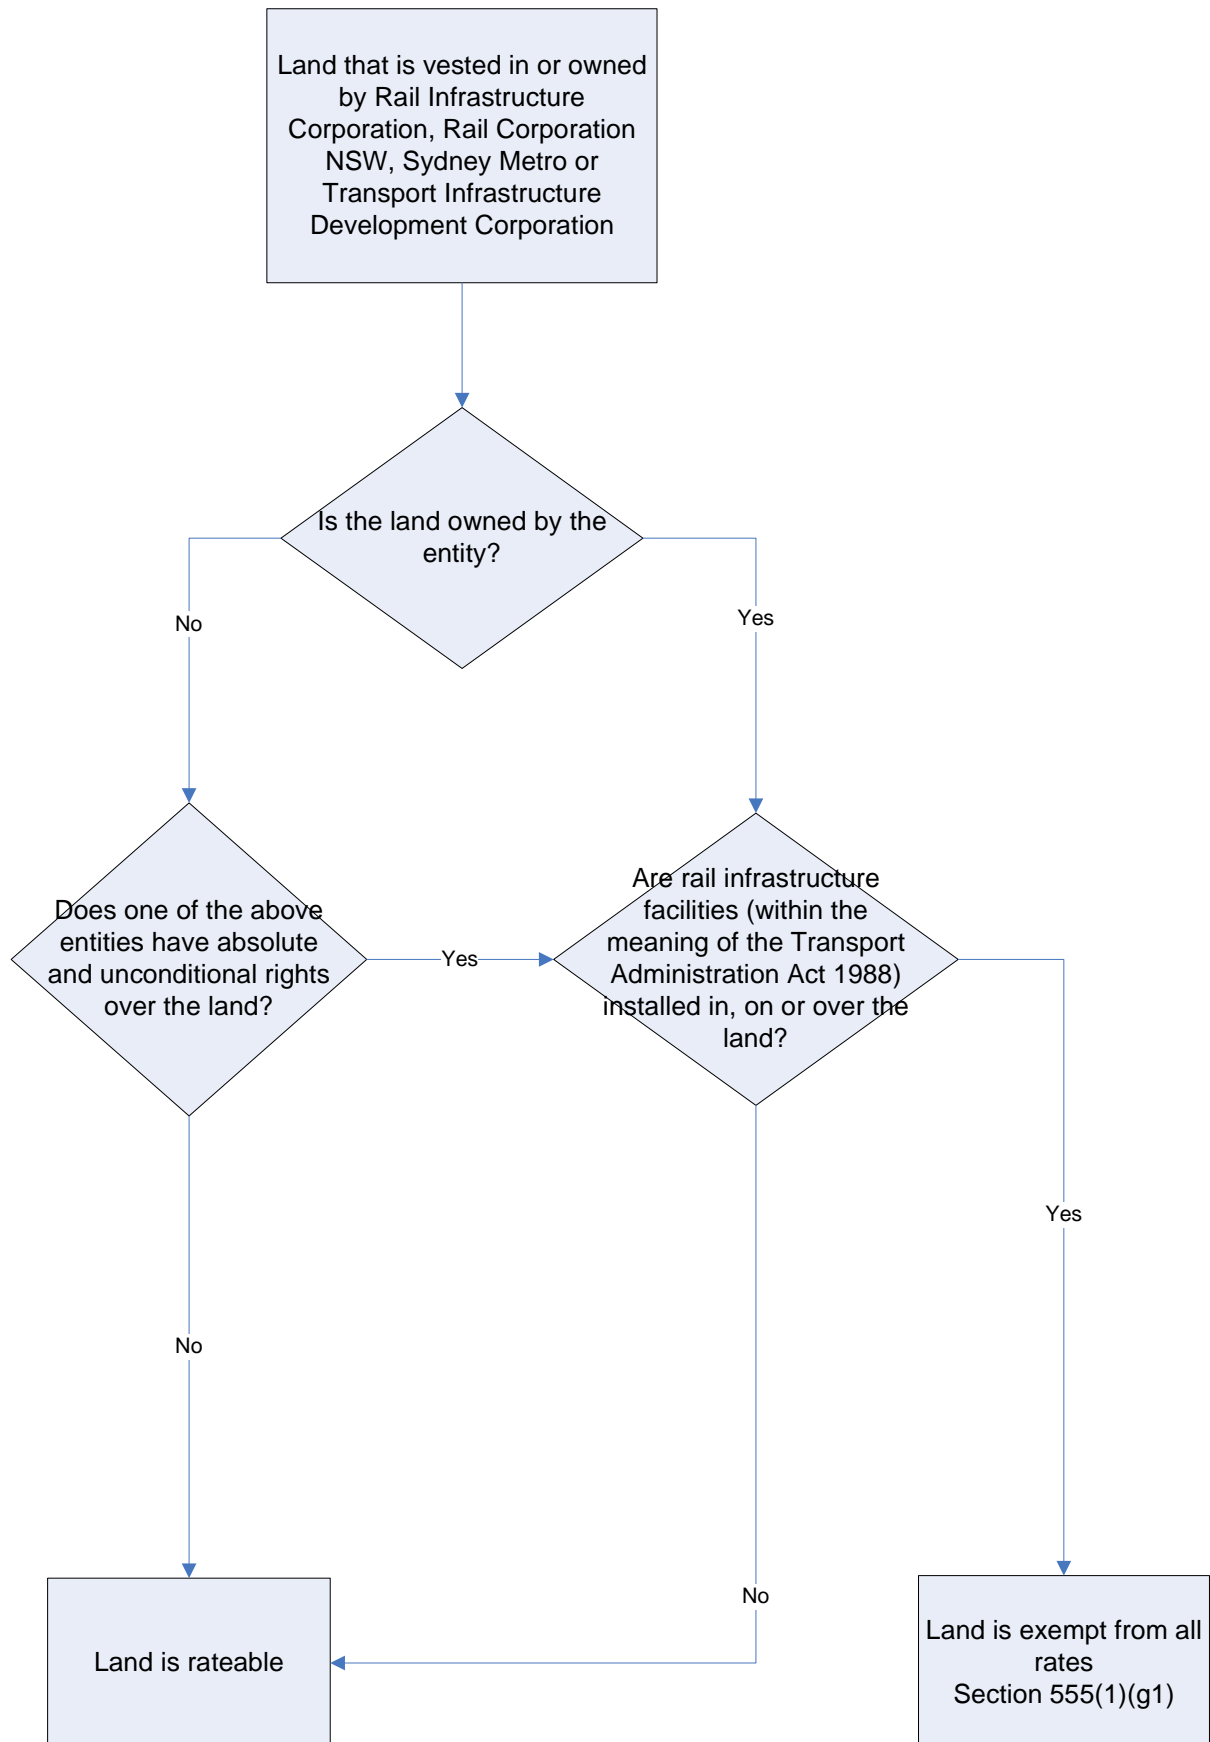 Land that is vested in or owned
by Rail Infrastructure
Corporation, Rail Corporation
NSW, Sydney Metro or
Transport Infrastructure
Development Corporation
Is the land owned by the
entity?
No
Yes
Does one of the above
entities have absolute
and unconditional rights
over the land?
Yes
Are rail infrastructure
facilities (within the
meaning of the Transport
Administration Act 1988)
installed in, on or over the
land?
Yes
No
No
Land is rateable
Land is exempt from all
rates
Section 555(1)(g1)